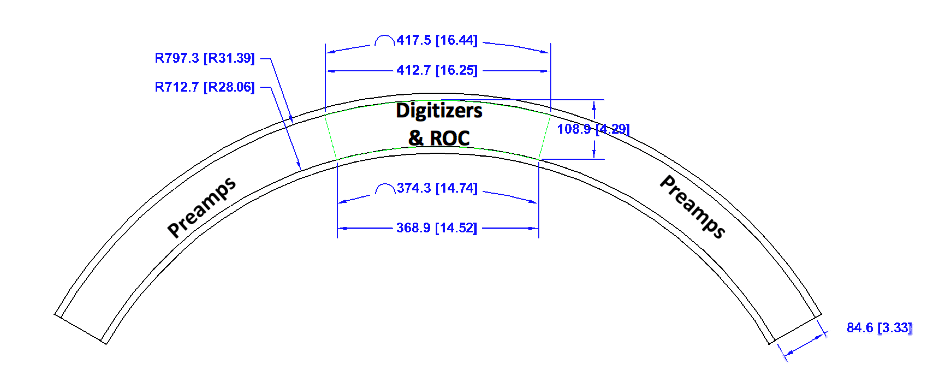 417.5 [16.44]
R797.3 [R31.39]
412.7 [16.25]
R712.7 [R28.06]
Digitizers
& ROC
108.9 [4.29]
Preamps
Preamps
374.3 [14.74]
368.9 [14.52]
84.6 [3.33]